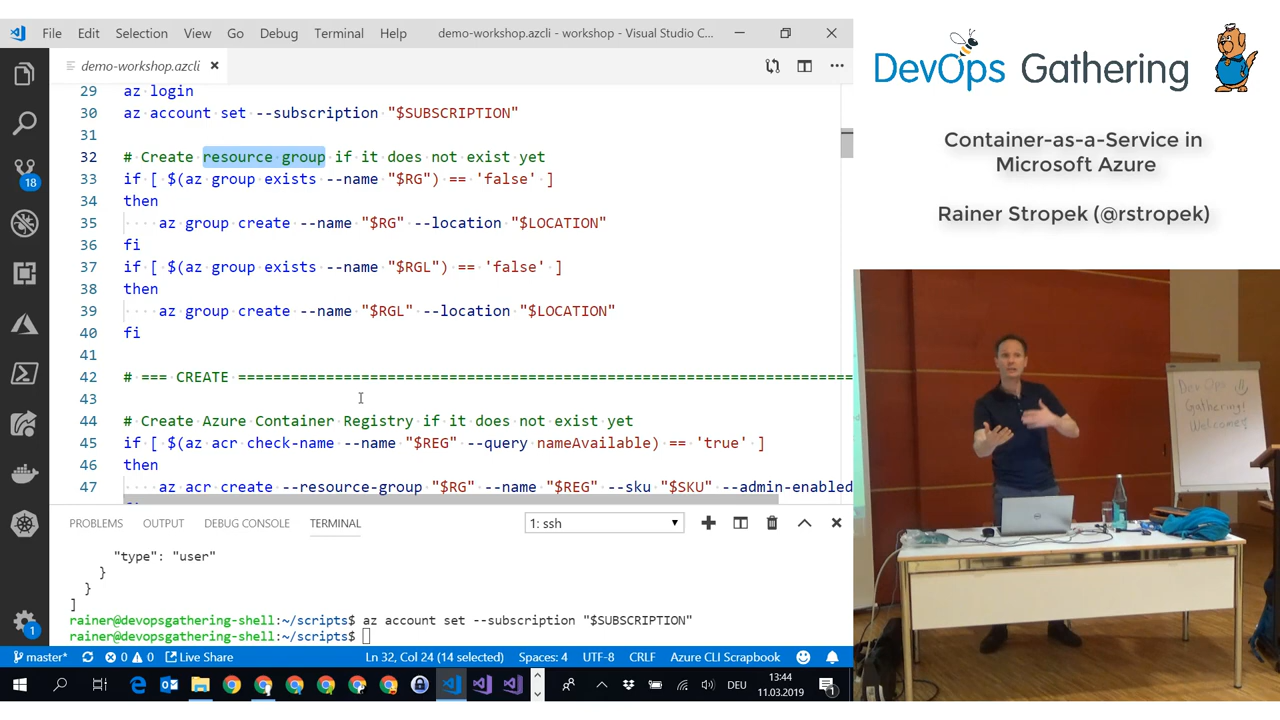 File Edit Selection View Go Debug Terminal Help demo-workshop.azcli - workshop - Visual Studio C...
demo-workshop.azcli
29 az login
30 az account set --subscription "$SUBSCRIPTION"
31
32 # Create resource group if it does not exist yet
33 if [ $(az group exists --name "$RG") == 'false' ]
34 then
35 az group create --name "$RG" --location "$LOCATION"
36 fi
37 if [ $(az group exists --name "$RGL") == 'false' ]
38 then
39 az group create --name "$RGL" --location "$LOCATION"
40 fi
41
42 # === CREATE ======================================================================
43
44 # Create Azure Container Registry if it does not exist yet
45 if [ $(az acr check-name --name "$REG" --query nameAvailable) == 'true' ]
46 then
47 az acr create --resource-group "$RG" --name "$REG" --sku "$SKU" --admin-enabled
18
1
PROBLEMS OUTPUT DEBUG CONSOLE TERMINAL 1: ssh
"type": "user"
}
}
]
rainer@devopsgathering-shell:~/scripts$ az account set --subscription "$SUBSCRIPTION"
rainer@devopsgathering-shell:~/scripts$
master* 0 0 Live Share Ln 32, Col 24 (14 selected) Spaces: 4 UTF-8 CRLF Azure CLI Scrapbook
DEU 13:44
11.03.2019 1
DevOps Gathering
Container-as-a-Service in
Microsoft Azure
Rainer Stropek (@rstropek)
DevOps
Gathering!
Welcome!